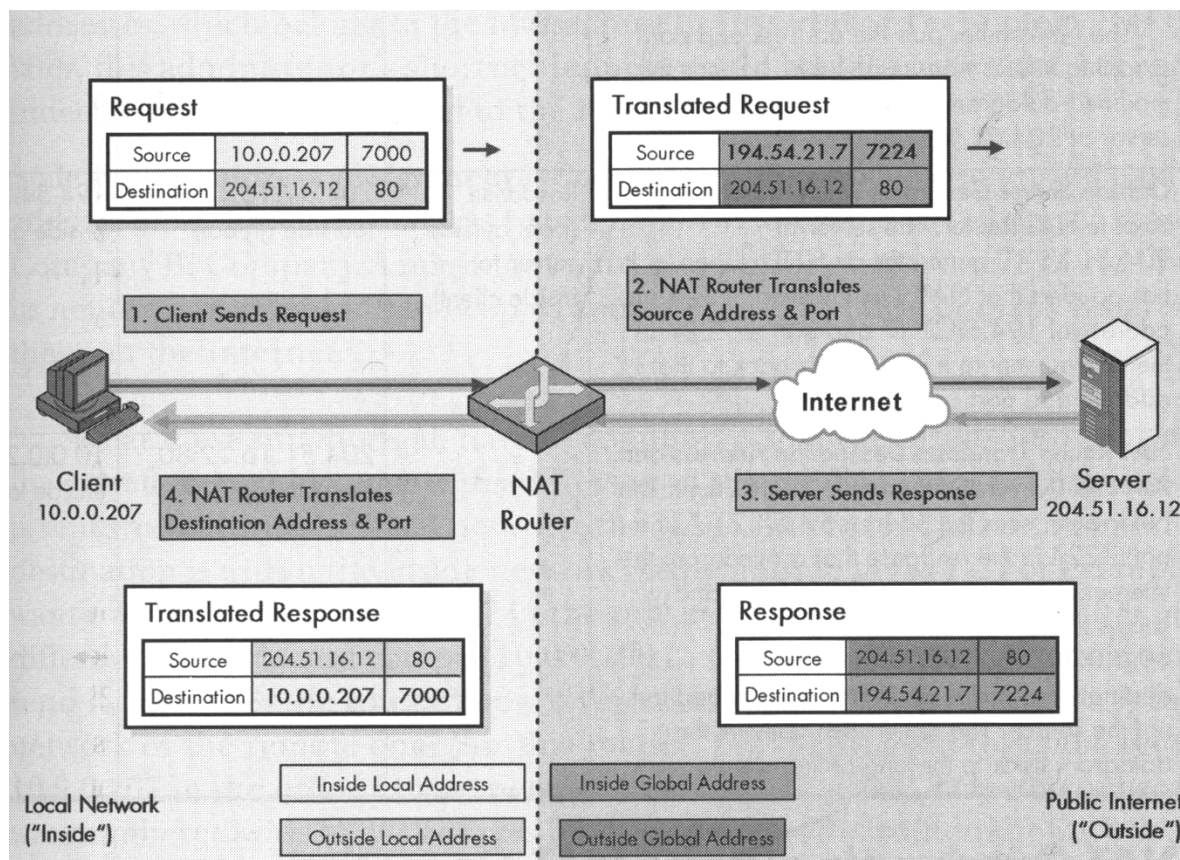 Request
Source 10.0.0.207 7000
Destination 204.51.16.12 80
Translated Request
Source 194.54.21.7 7224
Destination 204.51.16.12 80
1. Client Sends Request
2. NAT Router Translates
Source Address & Port
Internet
Client
10.0.0.207
NAT
Router
Server
204.51.16.12
4. NAT Router Translates
Destination Address & Port
3. Server Sends Response
Translated Response
Source 204.51.16.12 80
Destination 10.0.0.207 7000
Response
Source 204.51.16.12 80
Destination 194.54.21.7 7224
Inside Local Address
Inside Global Address
Outside Local Address
Outside Global Address
Local Network
("Inside")
Public Internet
("Outside")